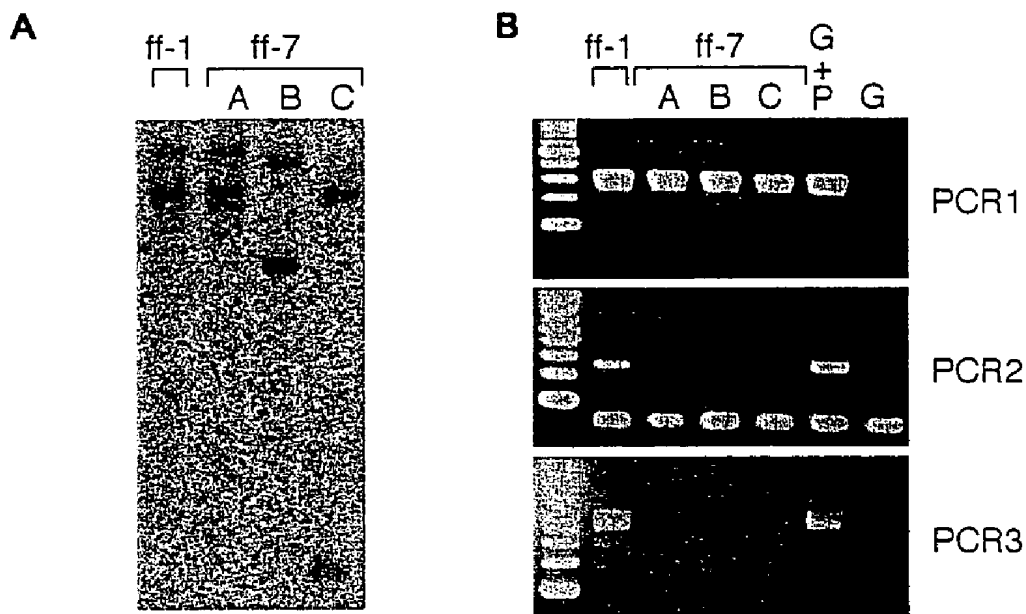 A
ff-1 ff-7
A B C
B
ff-1 ff-7 G
+
A B C P G
PCR1
PCR2
PCR3